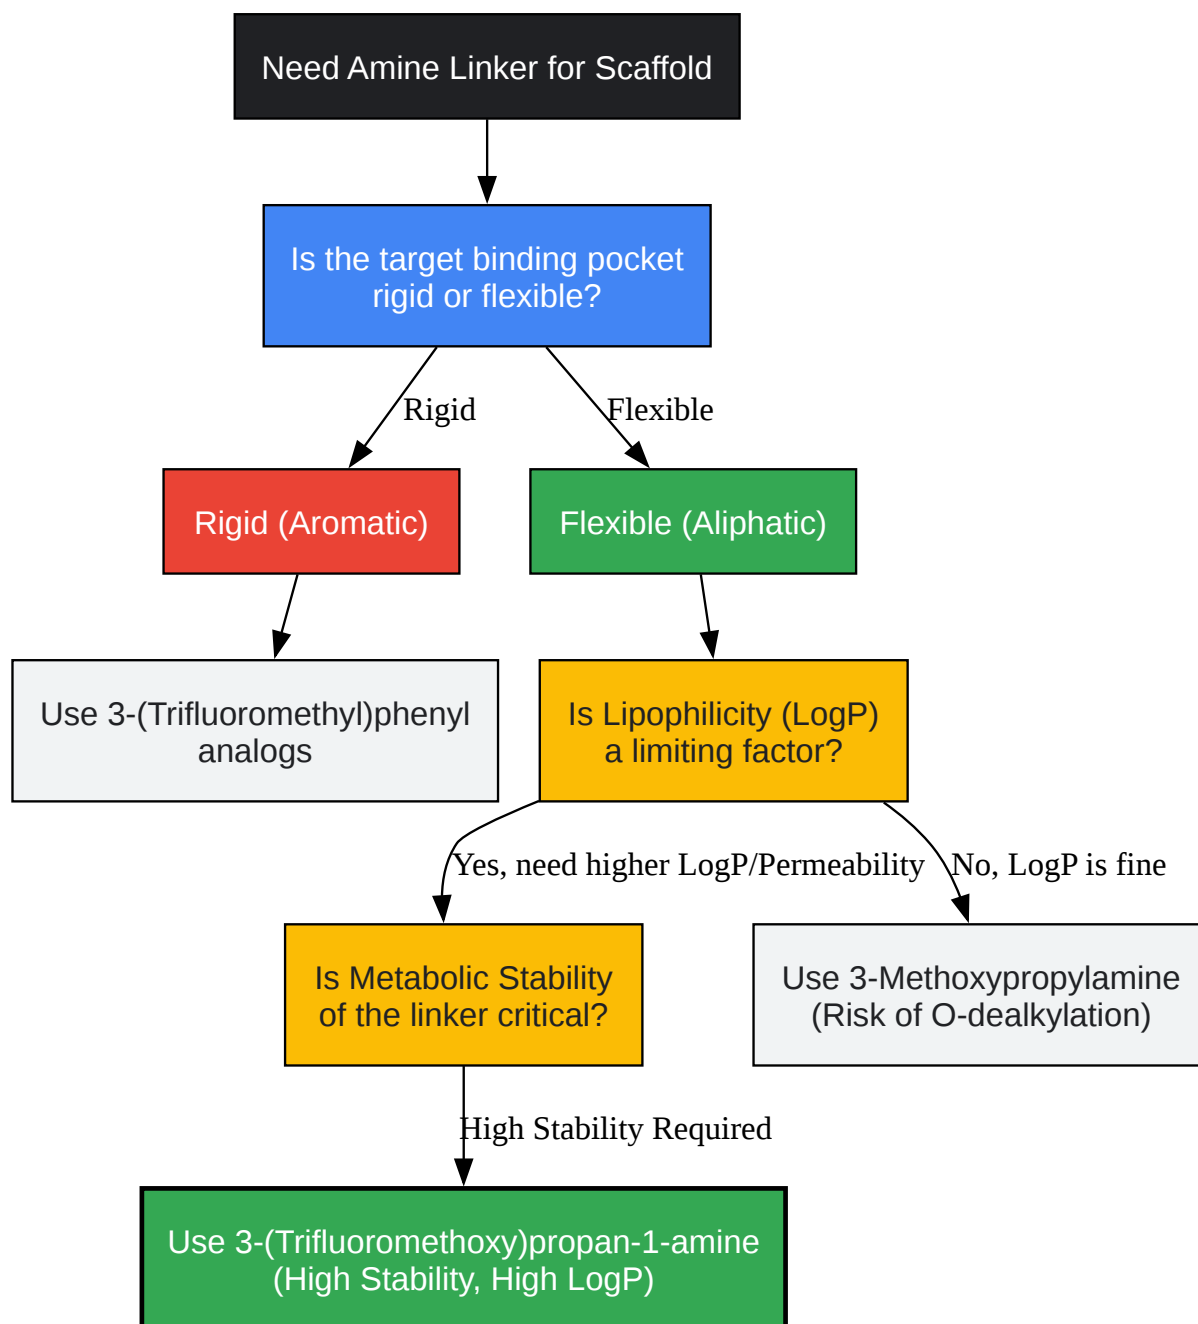 Need Amine Linker for Scaffold
Is the target binding pocket
rigid or flexible?
Rigid
Flexible
Rigid (Aromatic)
Flexible (Aliphatic)
Use 3-(Trifluoromethyl)phenyl
analogs
Is Lipophilicity (LogP)
a limiting factor?
Yes, need higher LogP/Permeability
No, LogP is fine
Is Metabolic Stability
of the linker critical?
Use 3-Methoxypropylamine
(Risk of O-dealkylation)
High Stability Required
Use 3-(Trifluoromethoxy)propan-1-amine
(High Stability, High LogP)